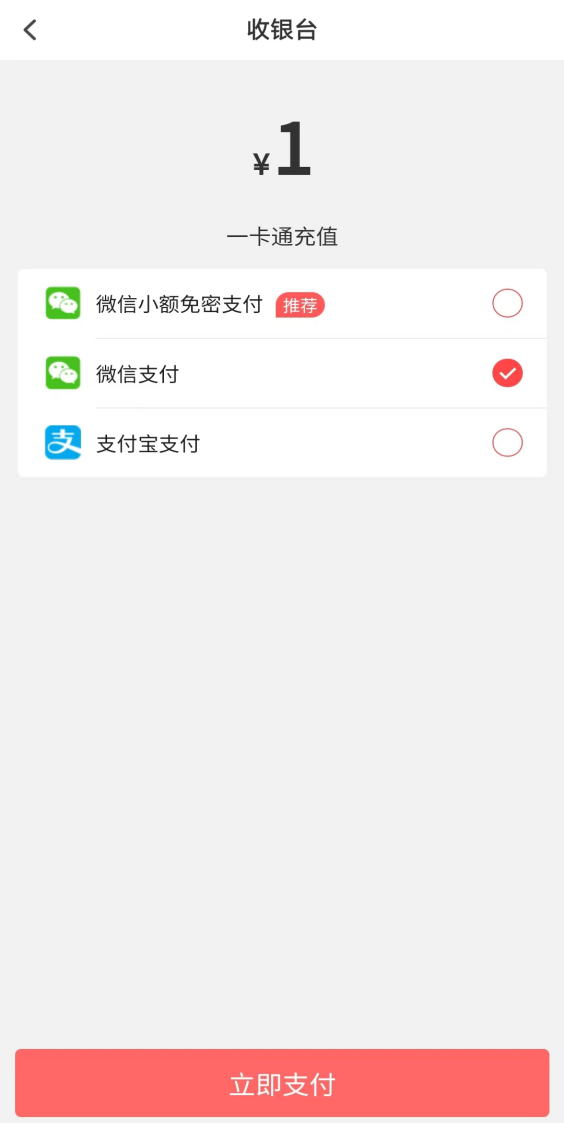 收银台
¥1
一卡通充值
微信小额免密支付 推荐
微信支付
支 支付宝支付
立即支付